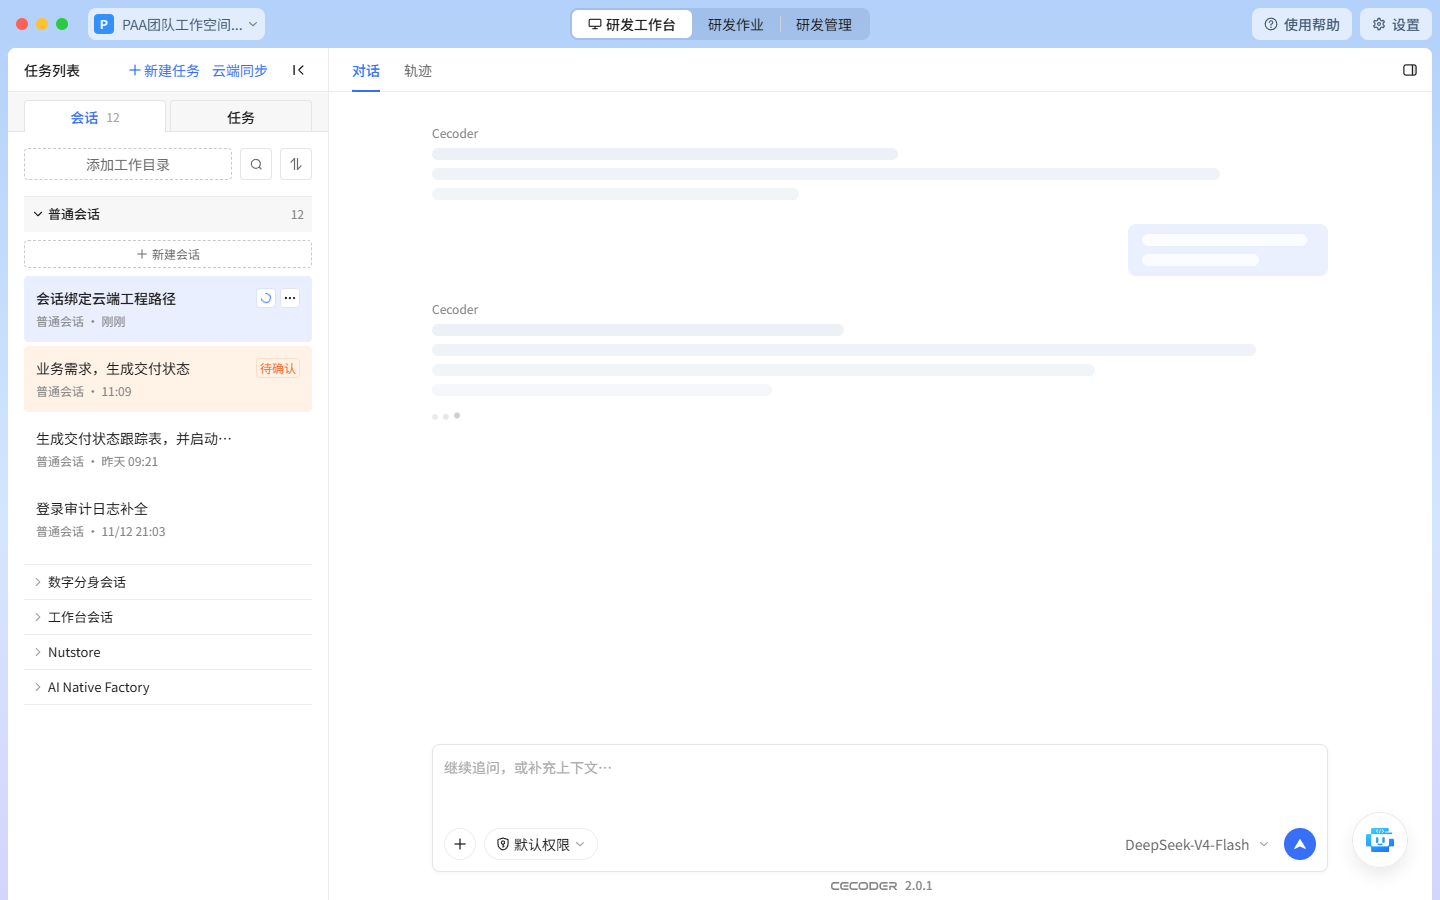 P PAA团队工作空间...
研发工作台 研发作业 研发管理
使用帮助 设置
任务列表 新建任务 云端同步
对话 轨迹
会话 12 任务
添加工作目录
普通会话 12
新建会话
会话绑定云端工程路径
普通会话 · 刚刚
业务需求，生成交付状态 待确认
普通会话 · 11:09
生成交付状态跟踪表，并启动···
普通会话 · 昨天 09:21
登录审计日志补全
普通会话 · 11/12 21:03
数字分身会话
工作台会话
Nutstore
AI Native Factory
Cecoder
Cecoder
继续追问，或补充上下文···
默认权限
DeepSeek-V4-Flash
CECODER 2.0.1